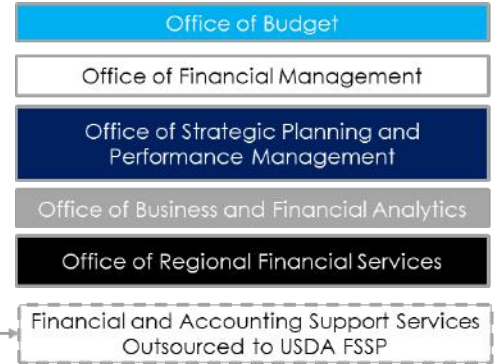 Office of Budget
Office of Financial Management
Office of Strategic Planning and
Performance Management
Office of Business and Financial Analytics
Office of Regional Financial Services
Financial and Accounting Support Services
Outsourced to USDA FSSP